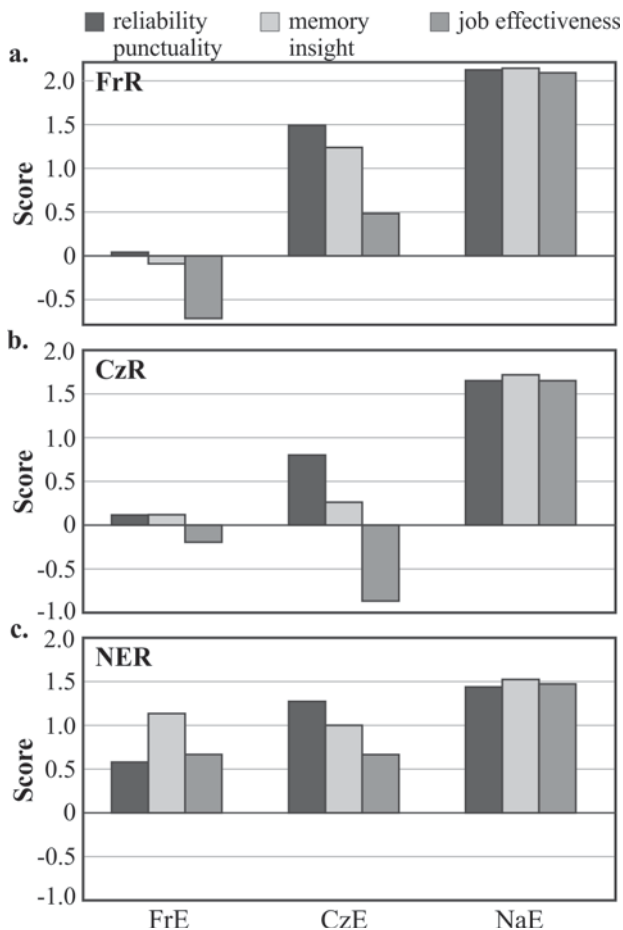 reliability punctuality
memory insight
job effectiveness
a.
FrR
2.0
1.5
1.0
0.5
0
-0.5
Score
b.
CzR
2.0
1.5
1.0
0.5
0
-0.5
-1.0
Score
c.
NER
2.0
1.5
1.0
0.5
0
-0.5
-1.0
Score
FrE CzE NaE